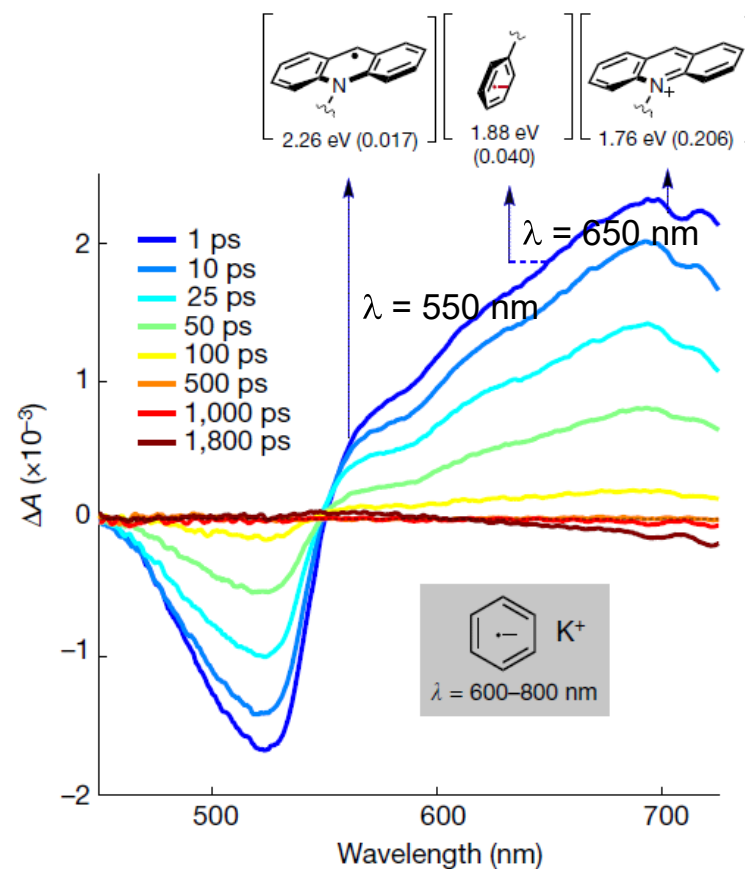 N
2.26 eV (0.017)
1.88 eV
(0.040)
N+
1.76 eV (0.206)
λ = 650 nm
λ = 550 nm
1 ps
10 ps
25 ps
50 ps
100 ps
500 ps
1,000 ps
1,800 ps
ΔA (×10⁻³)
2
1
0
−1
−2
K⁺
λ = 600–800 nm
500
600
700
Wavelength (nm)